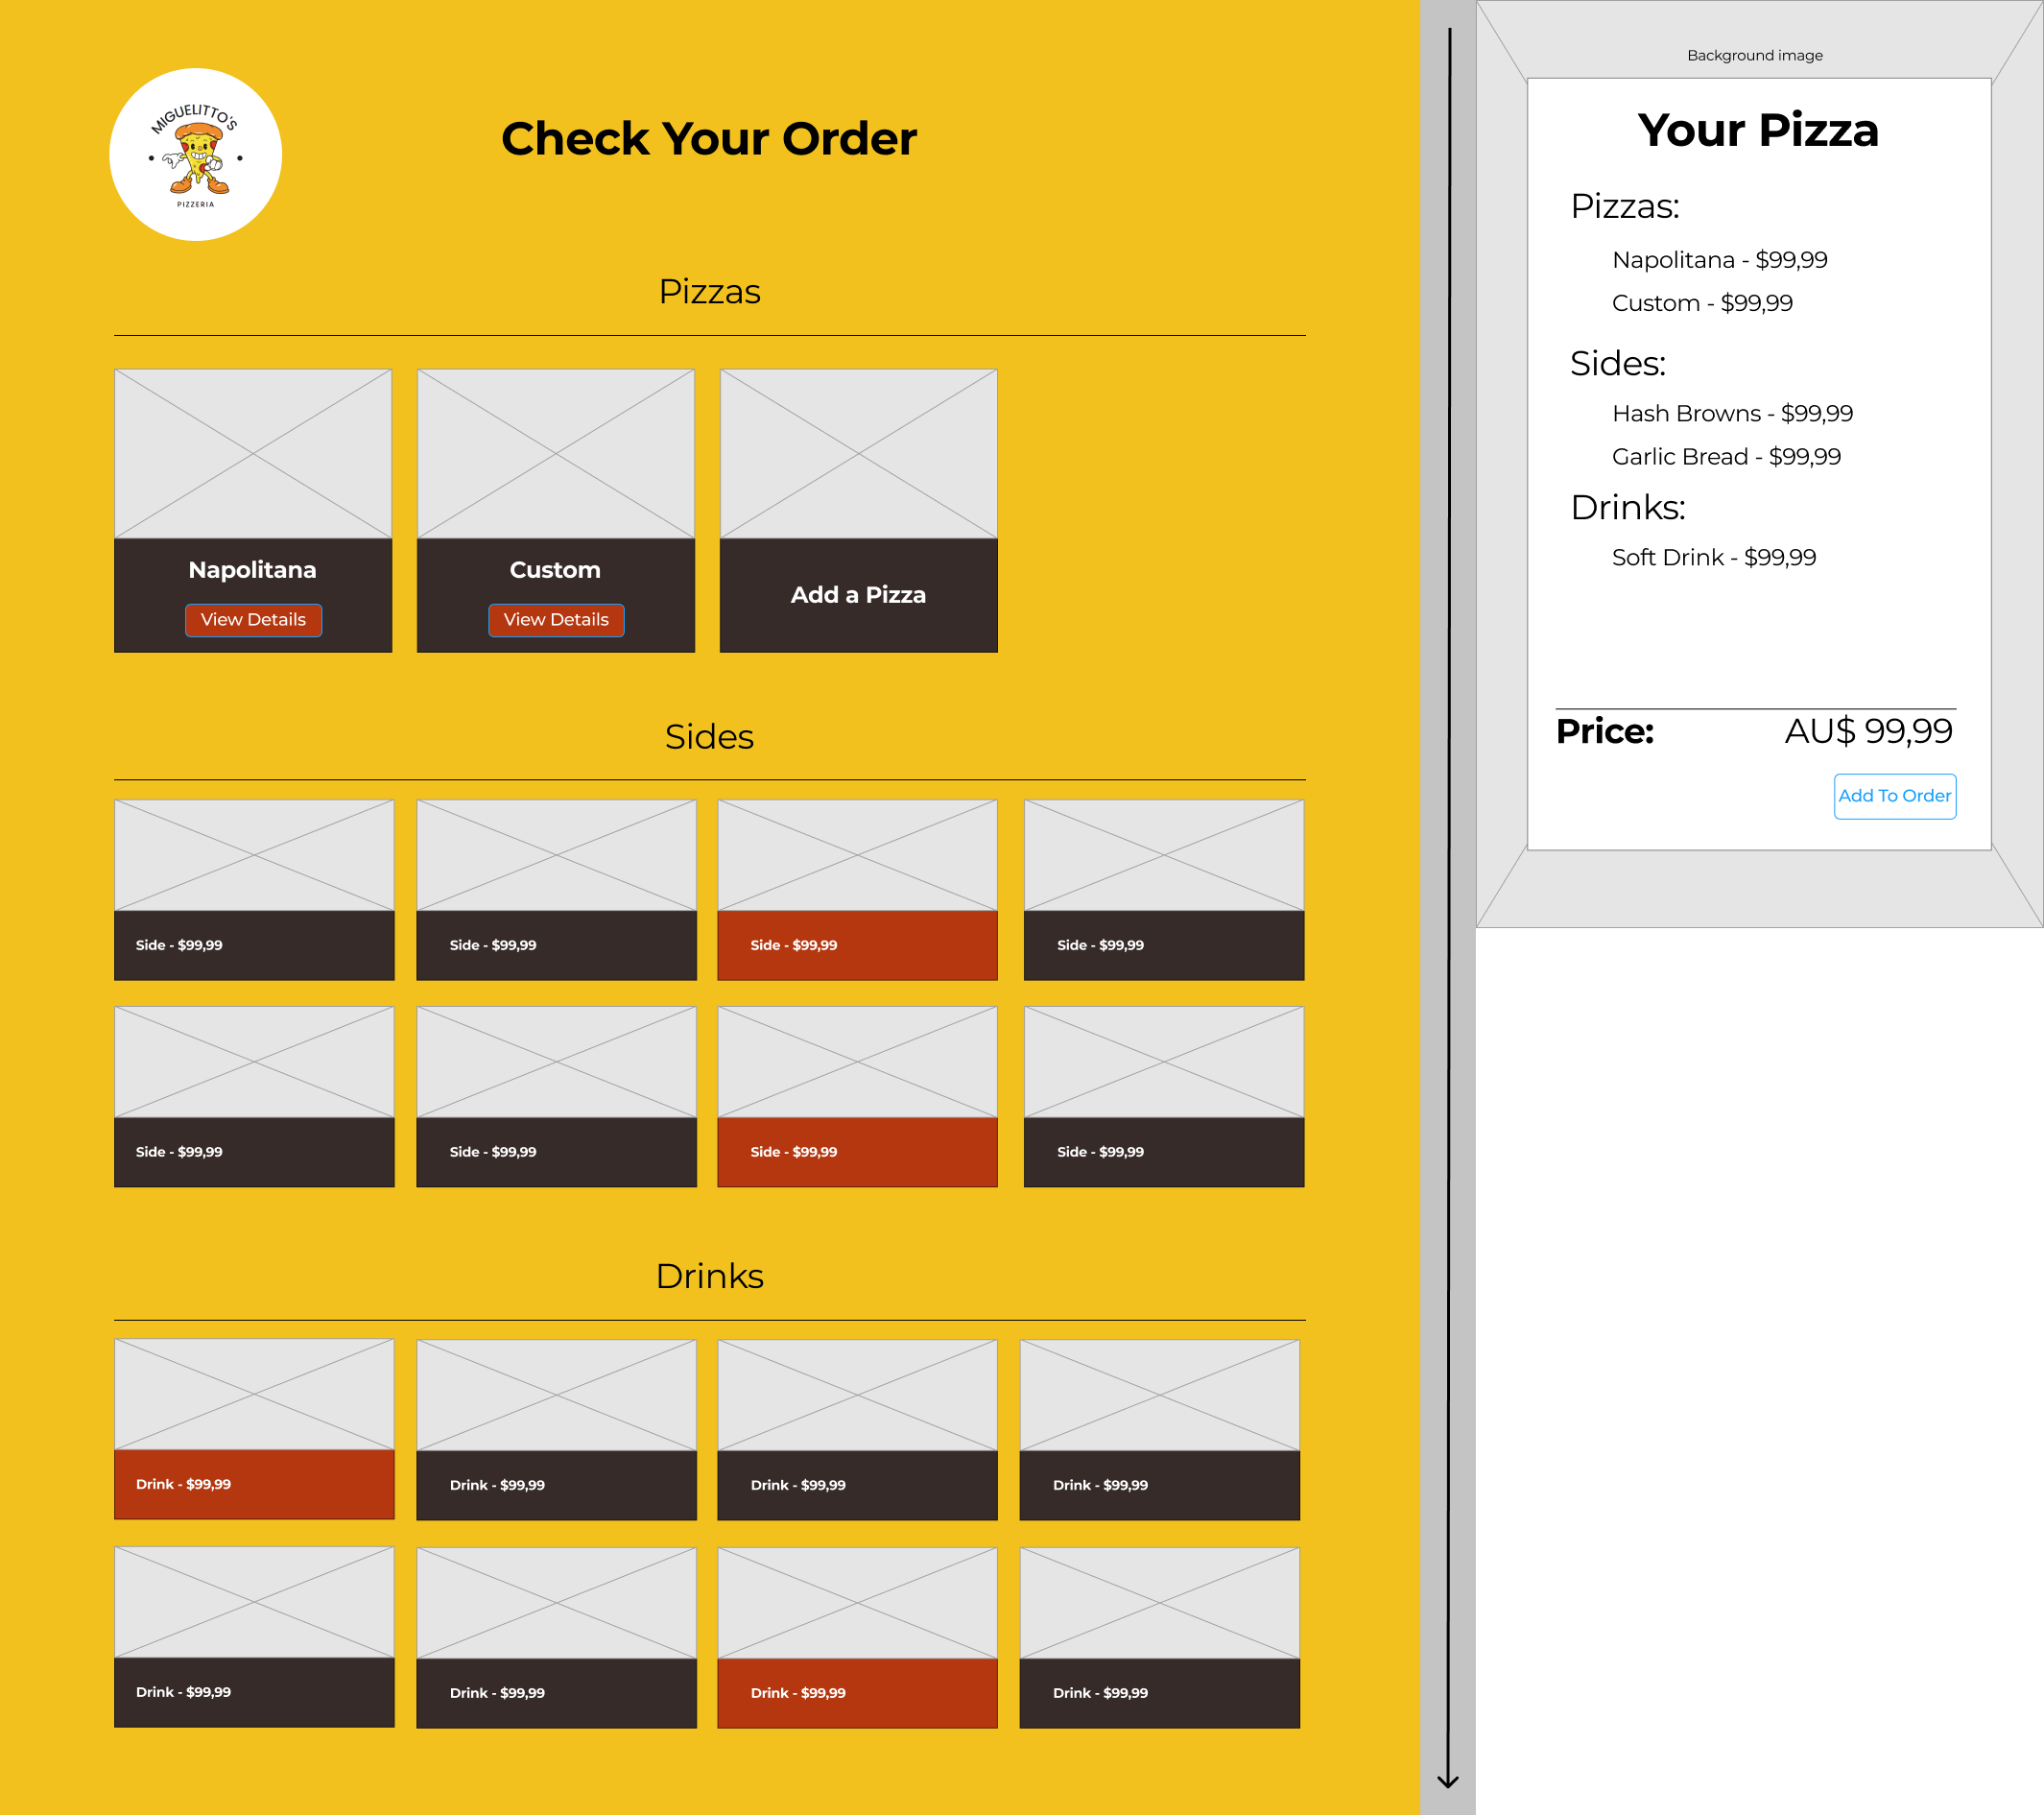 MIGUELITTO'S
PIZZERIA
Check Your Order
Pizzas
Napolitana
View Details
Custom
View Details
Add a Pizza
Sides
Side - $99,99
Side - $99,99
Side - $99,99
Side - $99,99
Side - $99,99
Side - $99,99
Side - $99,99
Side - $99,99
Drinks
Drink - $99,99
Drink - $99,99
Drink - $99,99
Drink - $99,99
Drink - $99,99
Drink - $99,99
Drink - $99,99
Drink - $99,99
Background image
Your Pizza
Pizzas:
Napolitana - $99,99
Custom - $99,99
Sides:
Hash Browns - $99,99
Garlic Bread - $99,99
Drinks:
Soft Drink - $99,99
Price: AU$ 99,99
Add To Order